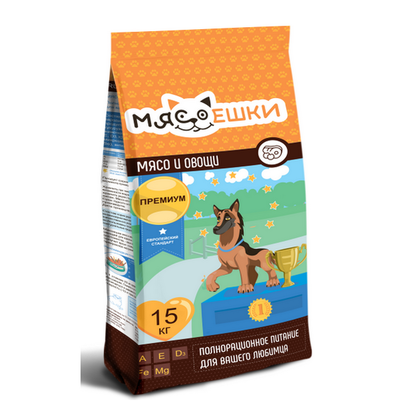 МЯСОЕШКИ
МЯСО И ОВОЩИ
ПРЕМИУМ
ЕВРОПЕЙСКИЙ
СТАНДАРТ
1
15
КГ
A E D₃
Fe Mg
ПОЛНОРАЦИОННОЕ ПИТАНИЕ
ДЛЯ ВАШЕГО ЛЮБИМЦА